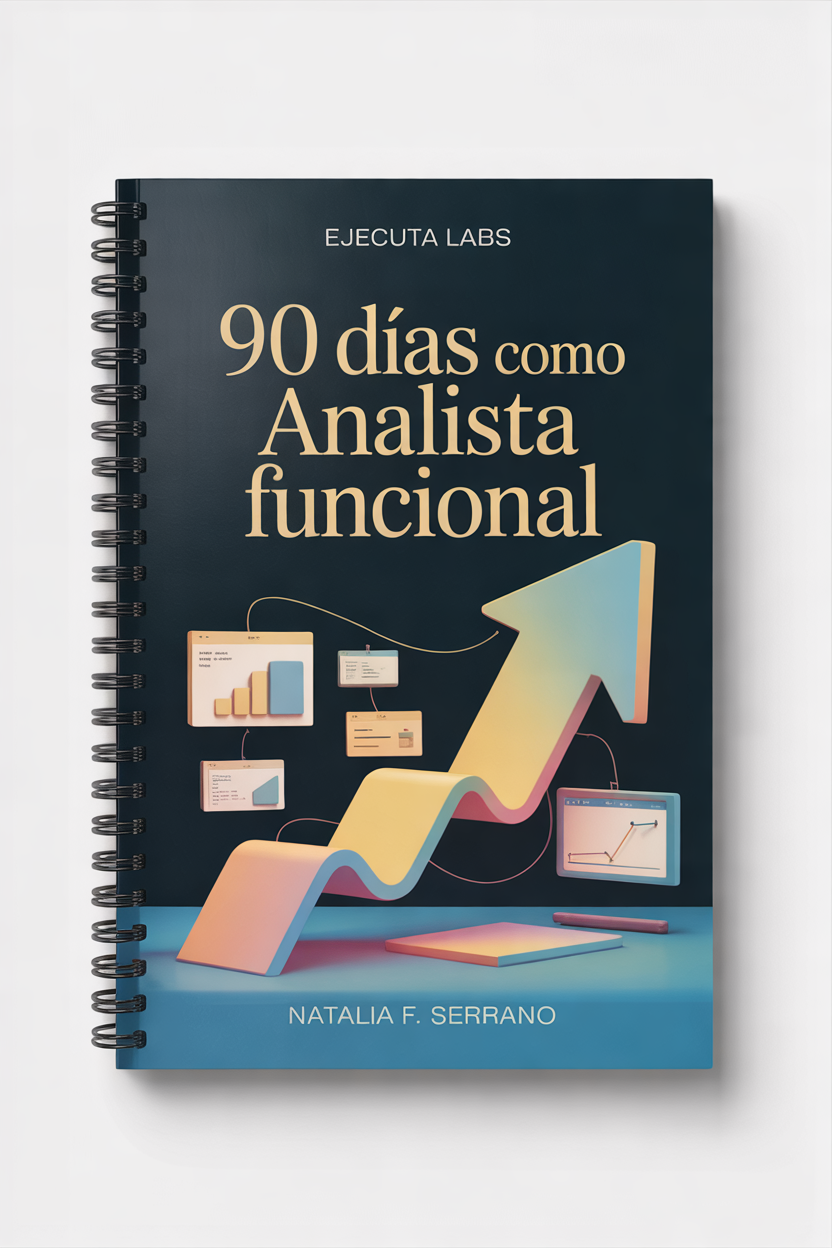 EJECUTA LABS
90 días como
Analista
funcional
NATALIA F. SERRANO